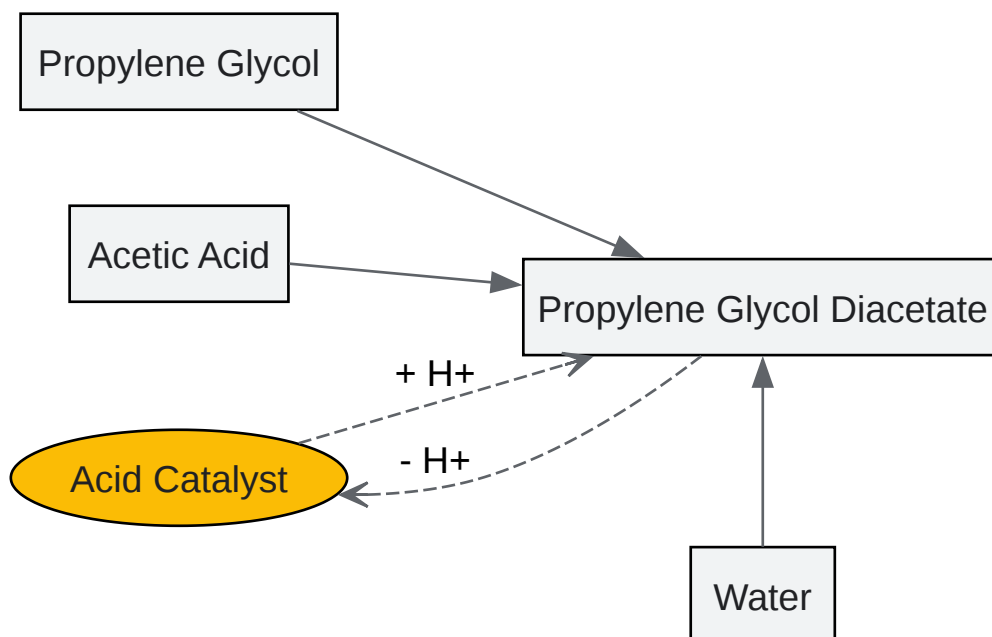 Propylene Glycol
Acetic Acid
Propylene Glycol Diacetate
+ H+
- H+
Acid Catalyst
Water